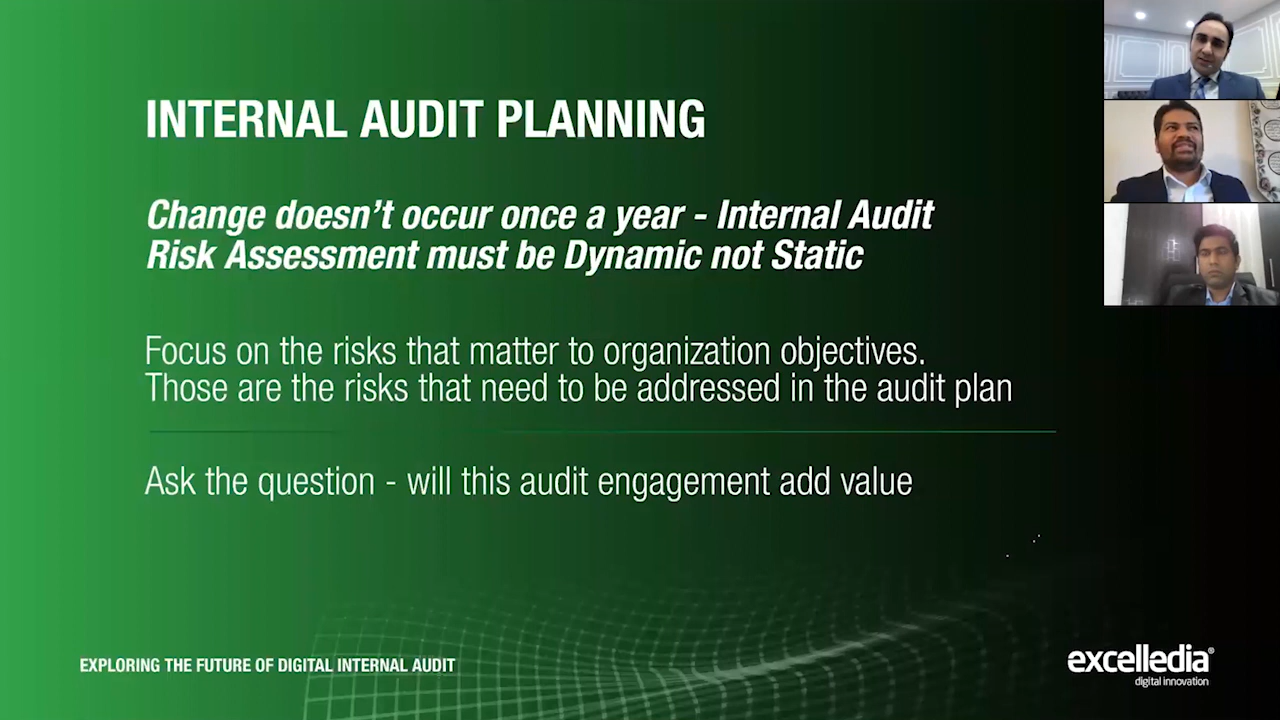 INTERNAL AUDIT PLANNING
Change doesn’t occur once a year - Internal Audit
Risk Assessment must be Dynamic not Static
Focus on the risks that matter to organization objectives.
Those are the risks that need to be addressed in the audit plan
Ask the question - will this audit engagement add value
EXPLORING THE FUTURE OF DIGITAL INTERNAL AUDIT
excelledia®
digital innovation